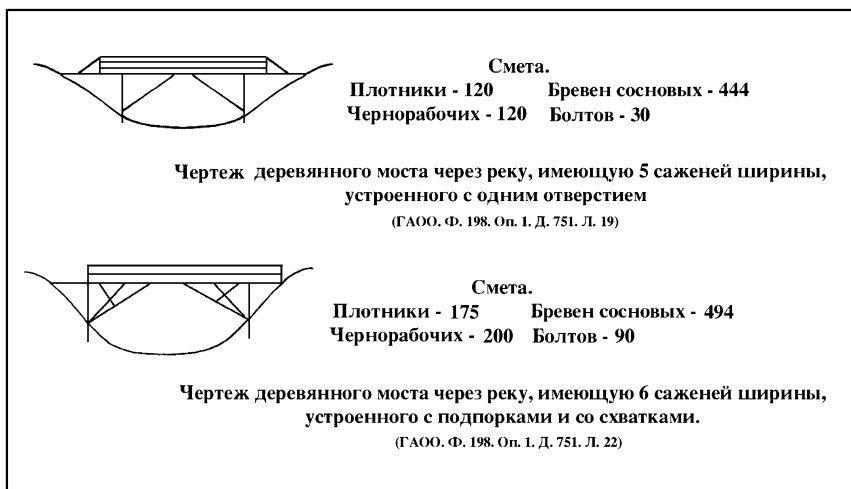 Смета.
Плотники - 120 Бревен сосновых - 444
Чернорабочих - 120 Болтов - 30
Чертеж деревянного моста через реку, имеющую 5 саженей ширины,
устроенного с одним отверстием
(ГАОО. Ф. 198. Оп. 1. Д. 751. Л. 19)
Смета.
Плотники - 175 Бревен сосновых - 494
Чернорабочих - 200 Болтов - 90
Чертеж деревянного моста через реку, имеющую 6 саженей ширины,
устроенного с подпорками и со схватками.
(ГАОО. Ф. 198. Оп. 1. Д. 751. Л. 22)